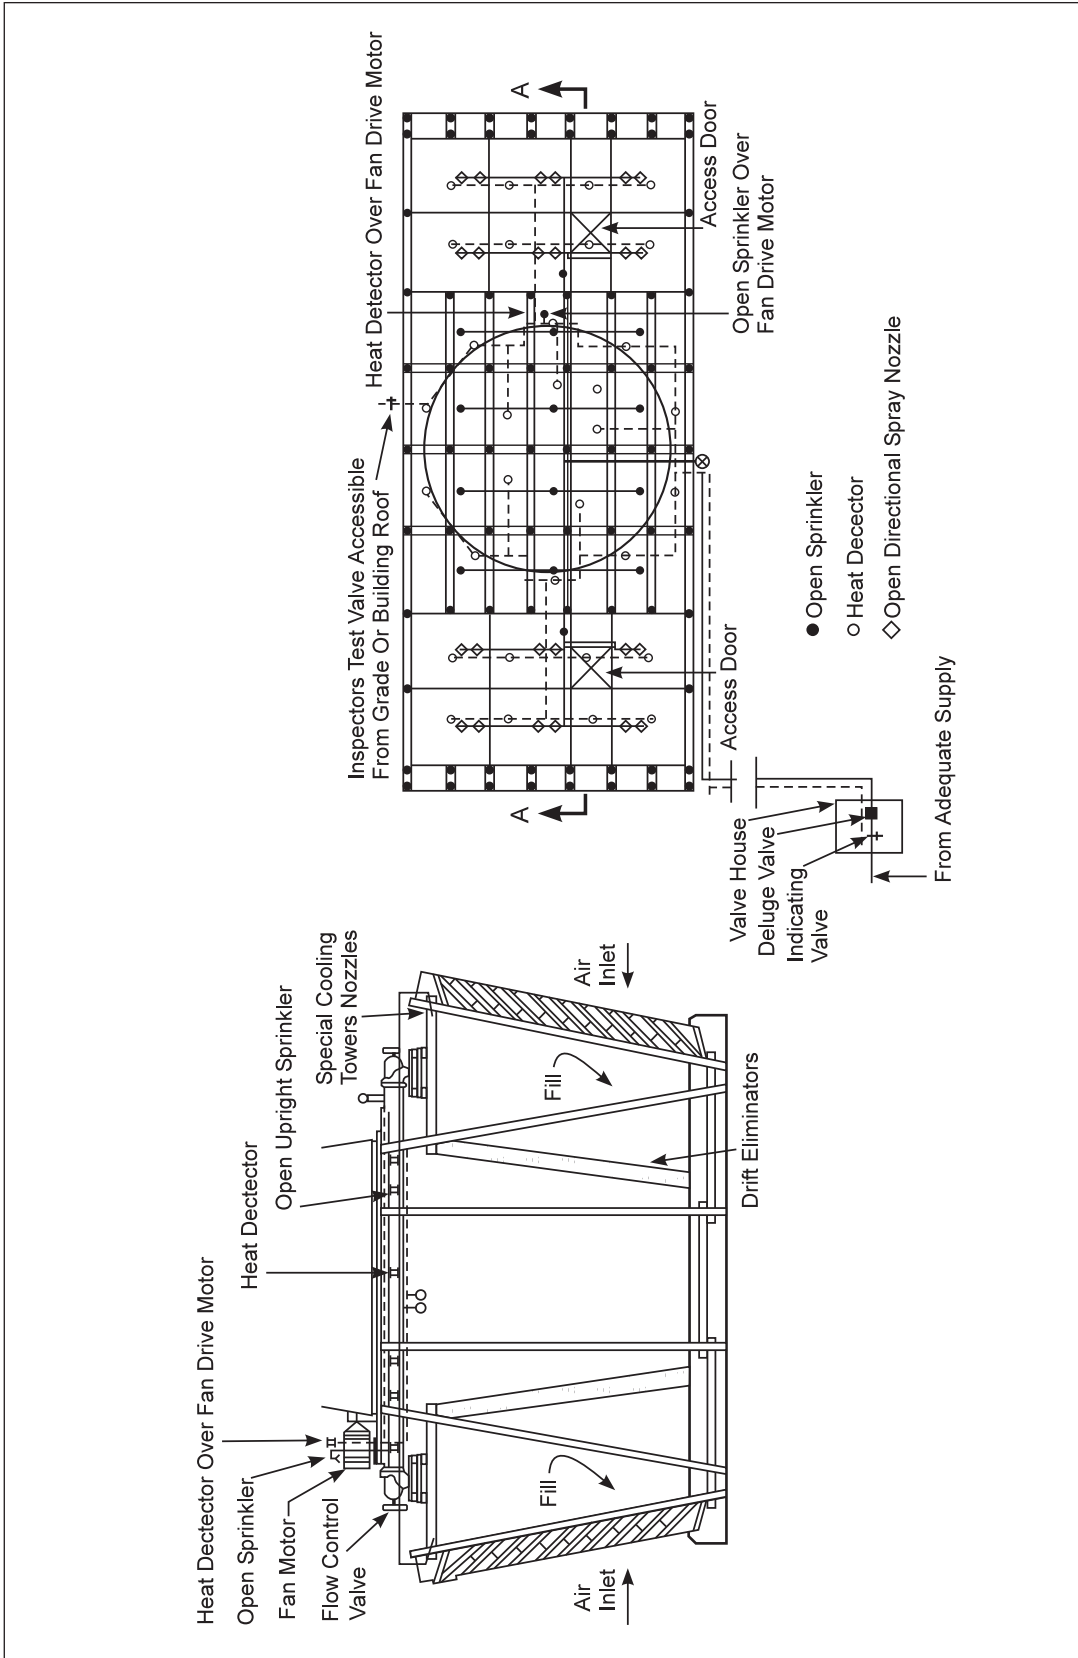 Heat Dectector Over Fan Drive Motor
Open Sprinkler
Fan Motor
Flow Control
Valve
Heat Dectector
Open Upright Sprinkler
Special Cooling
Towers Nozzles
Air
Inlet
Fill
Fill
Air
Inlet
Drift Eliminators
Inspectors Test Valve Accessible
From Grade Or Building Roof
Heat Detector Over Fan Drive Motor
A
A
Access Door
Access Door
Open Sprinkler Over
Fan Drive Motor
Valve House
Deluge Valve
Indicating
Valve
From Adequate Supply
Open Sprinkler
Heat Decector
Open Directional Spray Nozzle